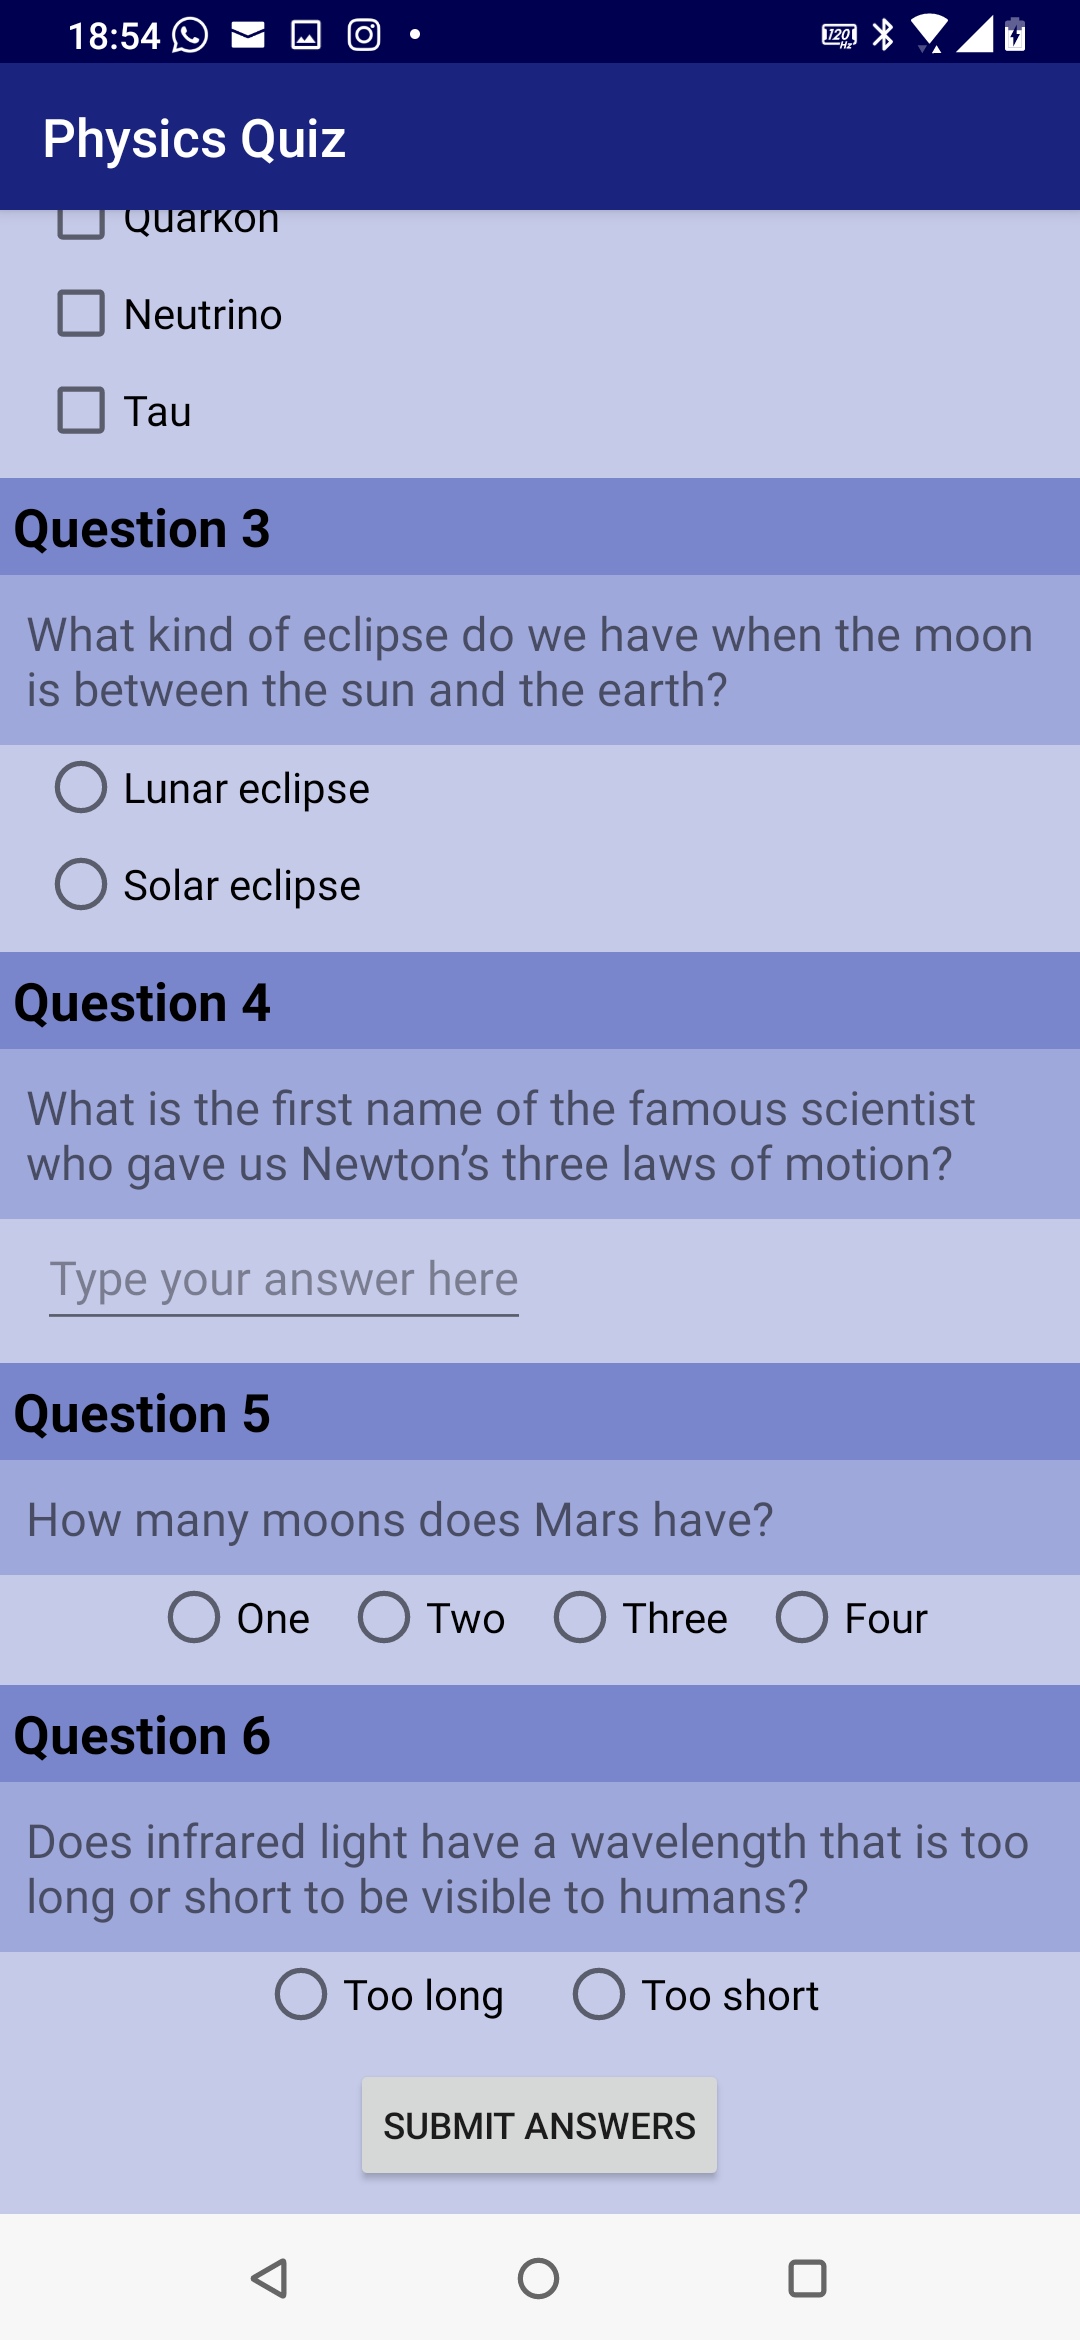 18:54
120
Hz
Physics Quiz
Quarkon
Neutrino
Tau
Question 3
What kind of eclipse do we have when the moon
is between the sun and the earth?
Lunar eclipse
Solar eclipse
Question 4
What is the first name of the famous scientist
who gave us Newton’s three laws of motion?
Type your answer here
Question 5
How many moons does Mars have?
One Two Three Four
Question 6
Does infrared light have a wavelength that is too
long or short to be visible to humans?
Too long Too short
SUBMIT ANSWERS